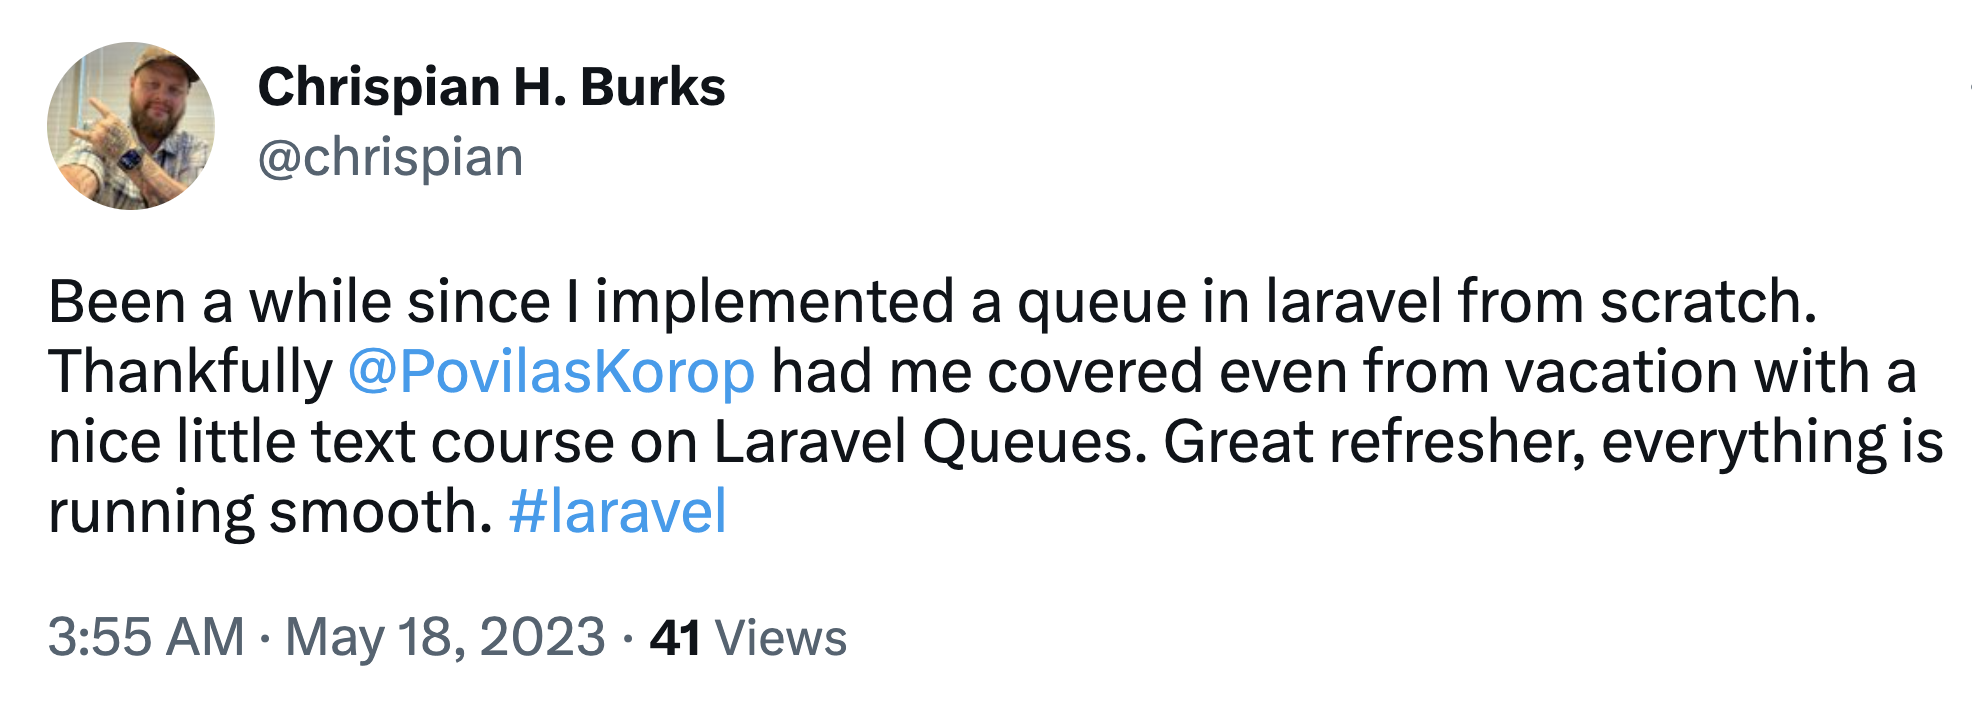 Chrispian H. Burks
@chrispian
Been a while since I implemented a queue in laravel from scratch.
Thankfully @PovilasKorop had me covered even from vacation with a
nice little text course on Laravel Queues. Great refresher, everything is
running smooth. #laravel
3:55 AM · May 18, 2023 · 41 Views